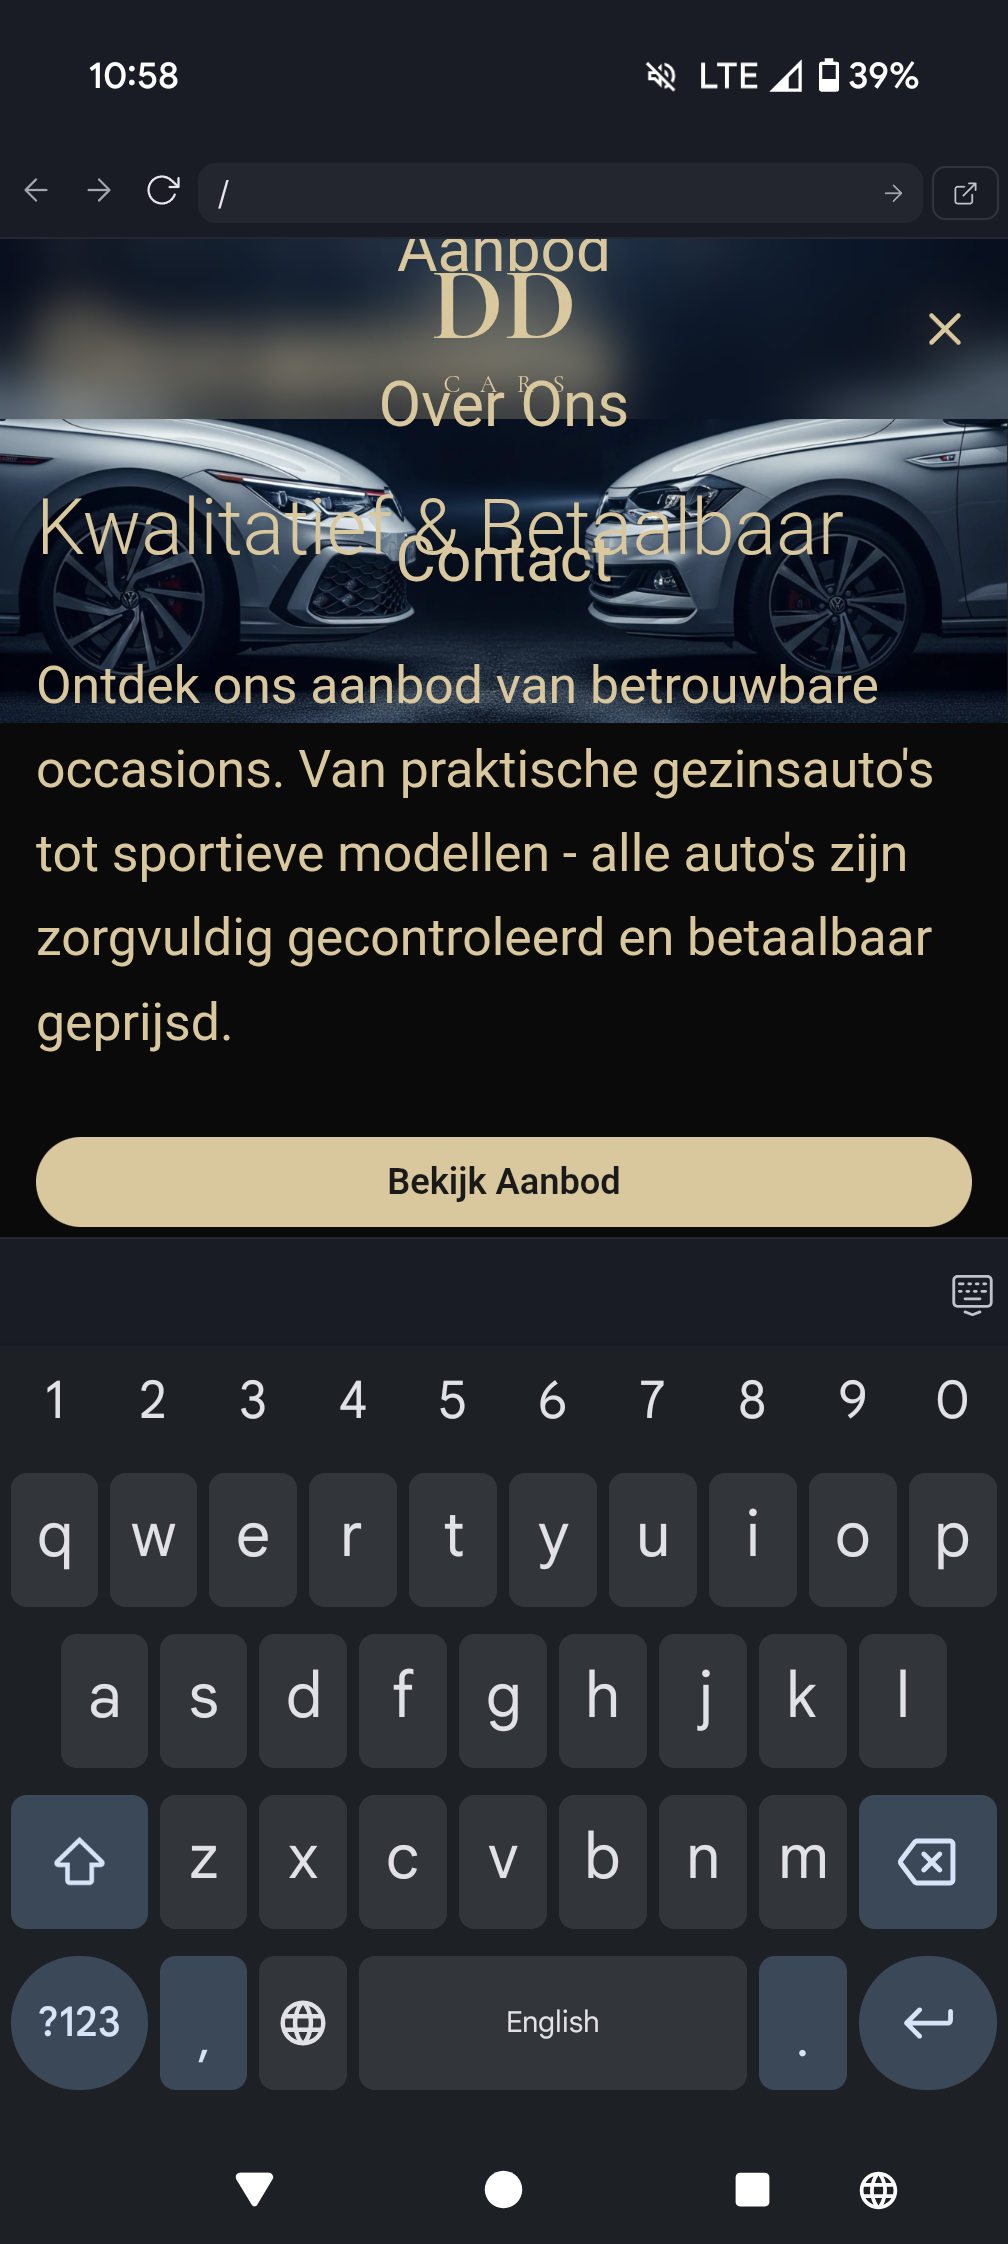 10:58
LTE 39%
/
Aanbod
DD
CARS
Over Ons
Kwalitatief & Betaalbaar
Contact
Ontdek ons aanbod van betrouwbare
occasions. Van praktische gezinsauto's
tot sportieve modellen - alle auto's zijn
zorgvuldig gecontroleerd en betaalbaar
geprijsd.
Bekijk Aanbod
1 2 3 4 5 6 7 8 9 0
q w e r t y u i o p
a s d f g h j k l
z x c v b n m
?123 , English .